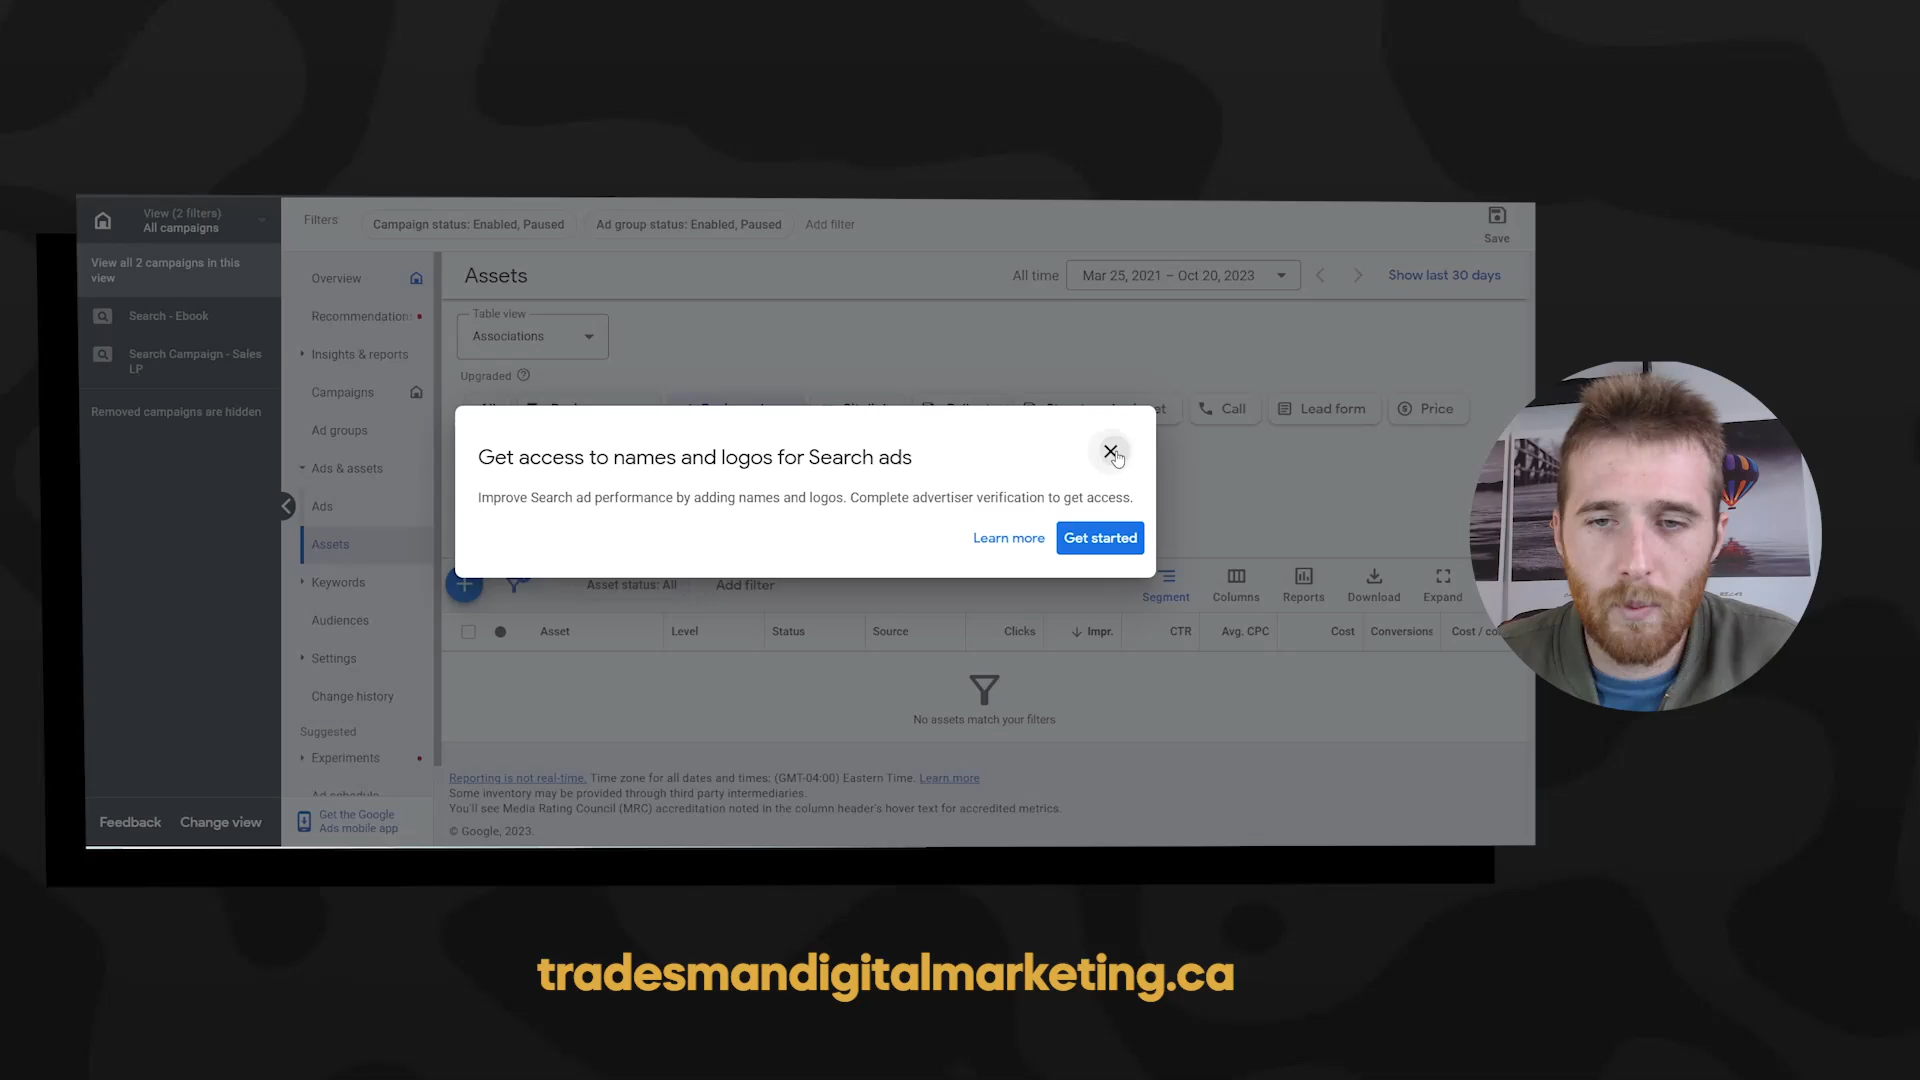 View (2 filters)
All campaigns
View all 2 campaigns in this
view
Search - Ebook
Search Campaign - Sales
LP
Removed campaigns are hidden
Feedback
Change view
Filters
Campaign status: Enabled, Paused
Ad group status: Enabled, Paused
Add filter
Save
Overview
Recommendations
Insights & reports
Campaigns
Ad groups
Ads & assets
Ads
Assets
Keywords
Audiences
Settings
Change history
Suggested
Experiments
Ad schedule
Get the Google
Ads mobile app
Assets
All time
Mar 25, 2021 – Oct 20, 2023
Show last 30 days
Table view
Associations
Upgraded
Call
Lead form
Price
Get access to names and logos for Search ads
Improve Search ad performance by adding names and logos. Complete advertiser verification to get access.
Learn more
Get started
Asset status: All
Add filter
Segment
Columns
Reports
Download
Expand
Asset
Level
Status
Source
Clicks
Impr.
CTR
Avg. CPC
Cost
Conversions
Cost / co
No assets match your filters
Reporting is not real-time. Time zone for all dates and times: (GMT-04:00) Eastern Time. Learn more
Some inventory may be provided through third party intermediaries.
You'll see Media Rating Council (MRC) accreditation noted in the column header's hover text for accredited metrics.
© Google, 2023.
tradesmandigitalmarketing.ca